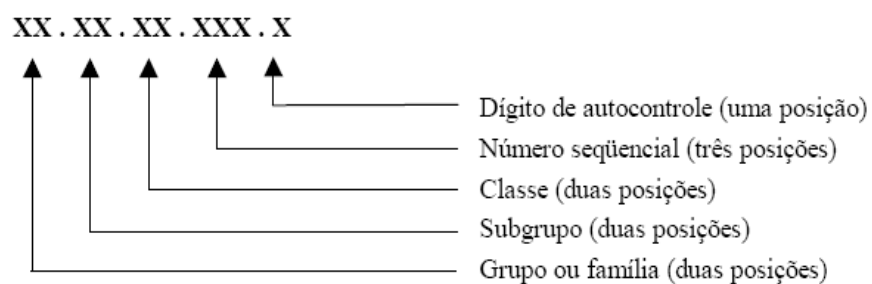 XX . XX . XX . XXX . X
Dígito de autocontrole (uma posição)
Número seqüencial (três posições)
Classe (duas posições)
Subgrupo (duas posições)
Grupo ou família (duas posições)